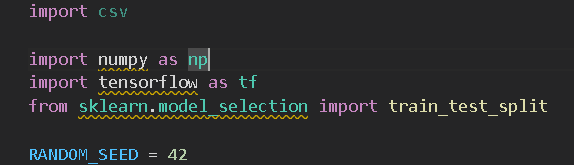 import csv
import numpy as np
import tensorflow as tf
from sklearn.model_selection import train_test_split
RANDOM_SEED = 42